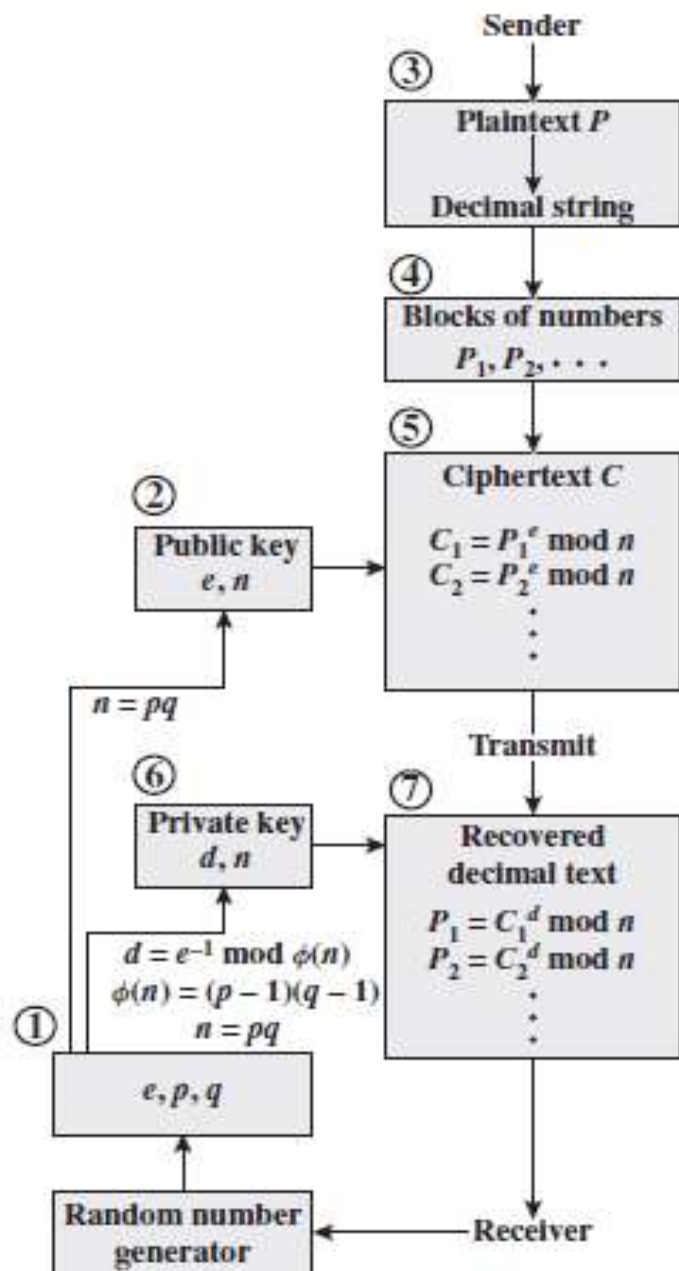 Sender
③
Plaintext P
Decimal string
④
Blocks of numbers
P₁, P₂, . . .
⑤
Ciphertext C
C₁ = P₁ᵉ mod n
C₂ = P₂ᵉ mod n
.
.
.
②
Public key
e, n
n = pq
Transmit
⑥
Private key
d, n
⑦
Recovered
decimal text
P₁ = C₁ᵈ mod n
P₂ = C₂ᵈ mod n
.
.
.
d = e⁻¹ mod ϕ(n)
ϕ(n) = (p – 1)(q – 1)
n = pq
①
e, p, q
Random number
generator
Receiver